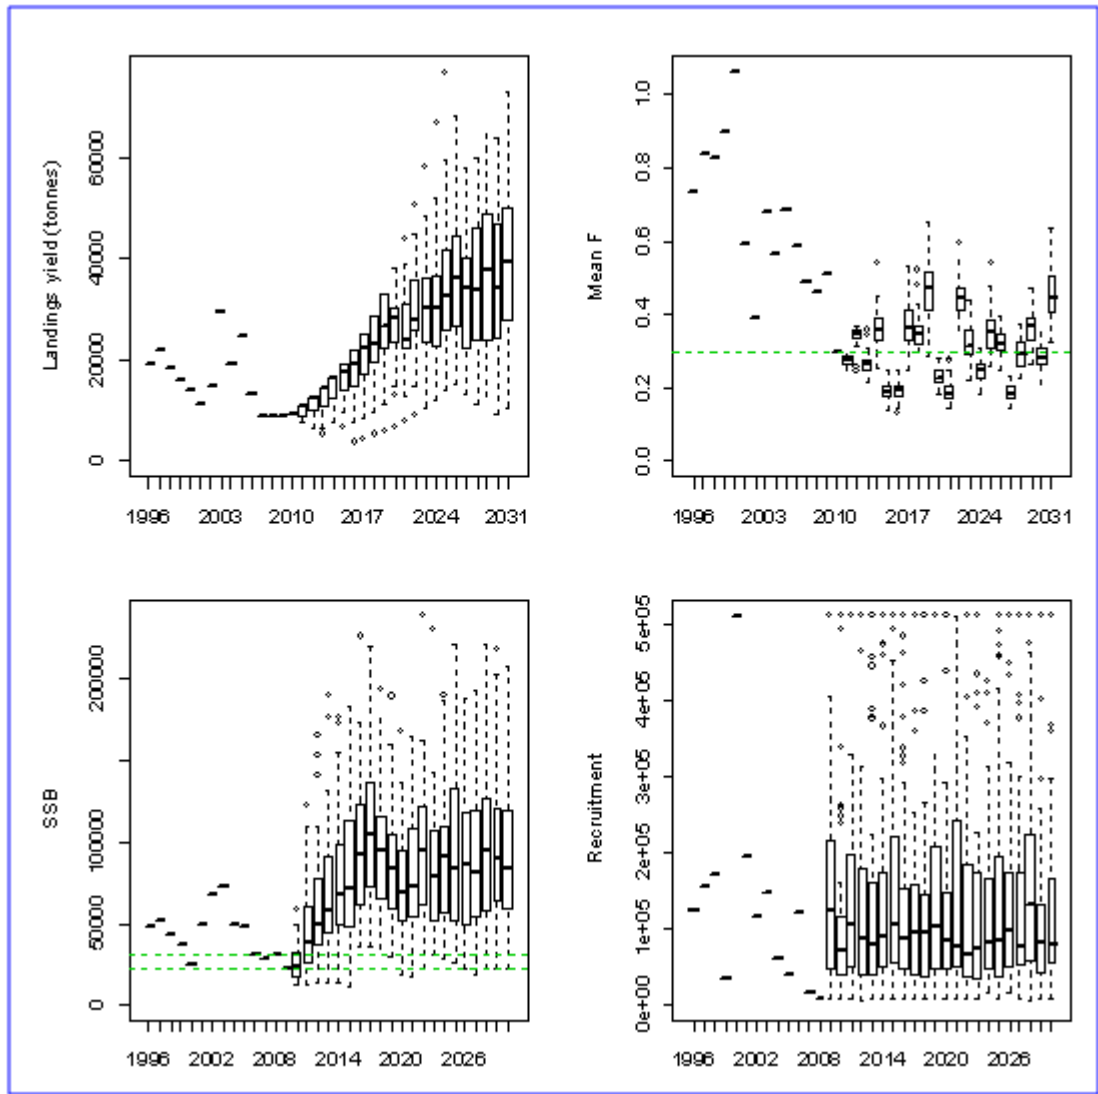 Landings yield (tonnes)
60000
40000
20000
0
1996 2003 2010 2017 2024 2031
Mean F
1.0
0.8
0.6
0.4
0.2
0.0
1996 2003 2010 2017 2024 2031
SSB
200000
100000
50000
0
1996 2002 2008 2014 2020 2026
Recruitment
5e+05
4e+05
3e+05
2e+05
1e+05
0e+00
1996 2002 2008 2014 2020 2026